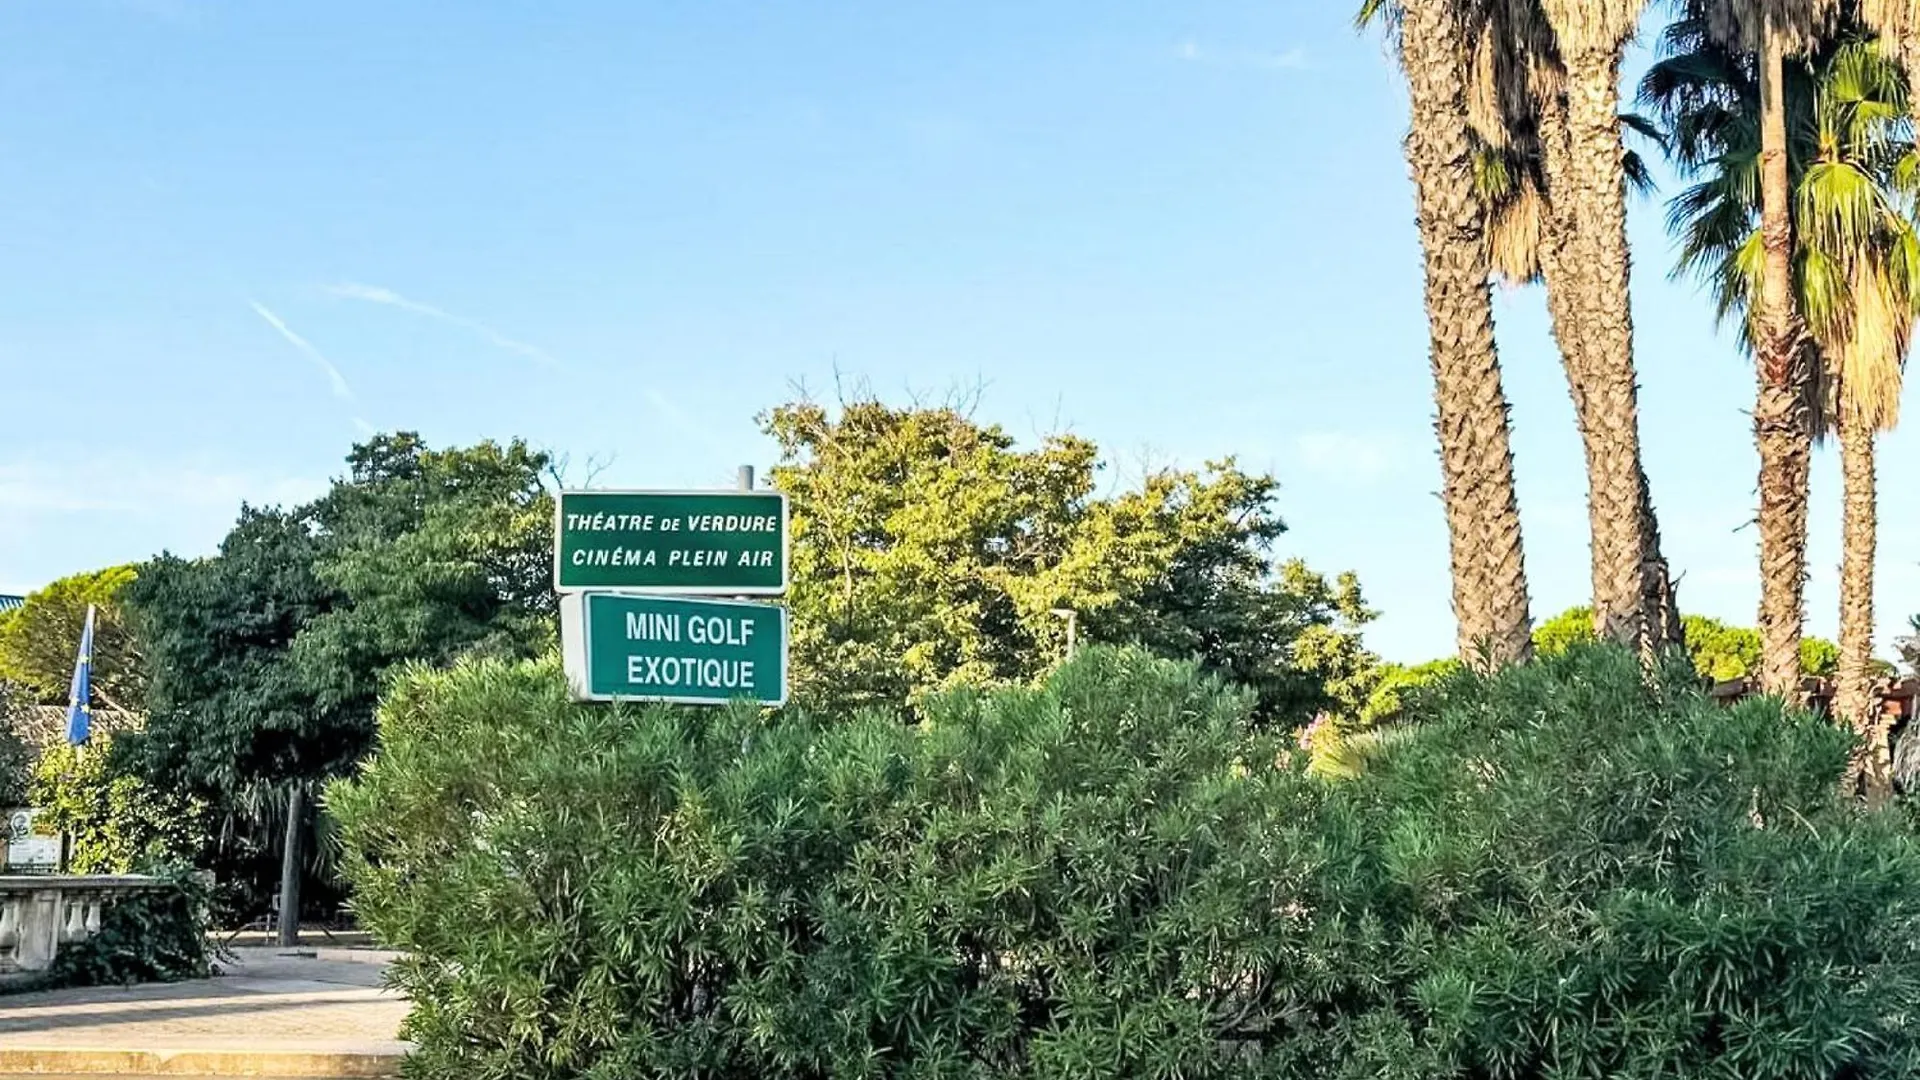 THÉATRE DE VERDURE
CINÉMA PLEIN AIR
MINI GOLF
EXOTIQUE